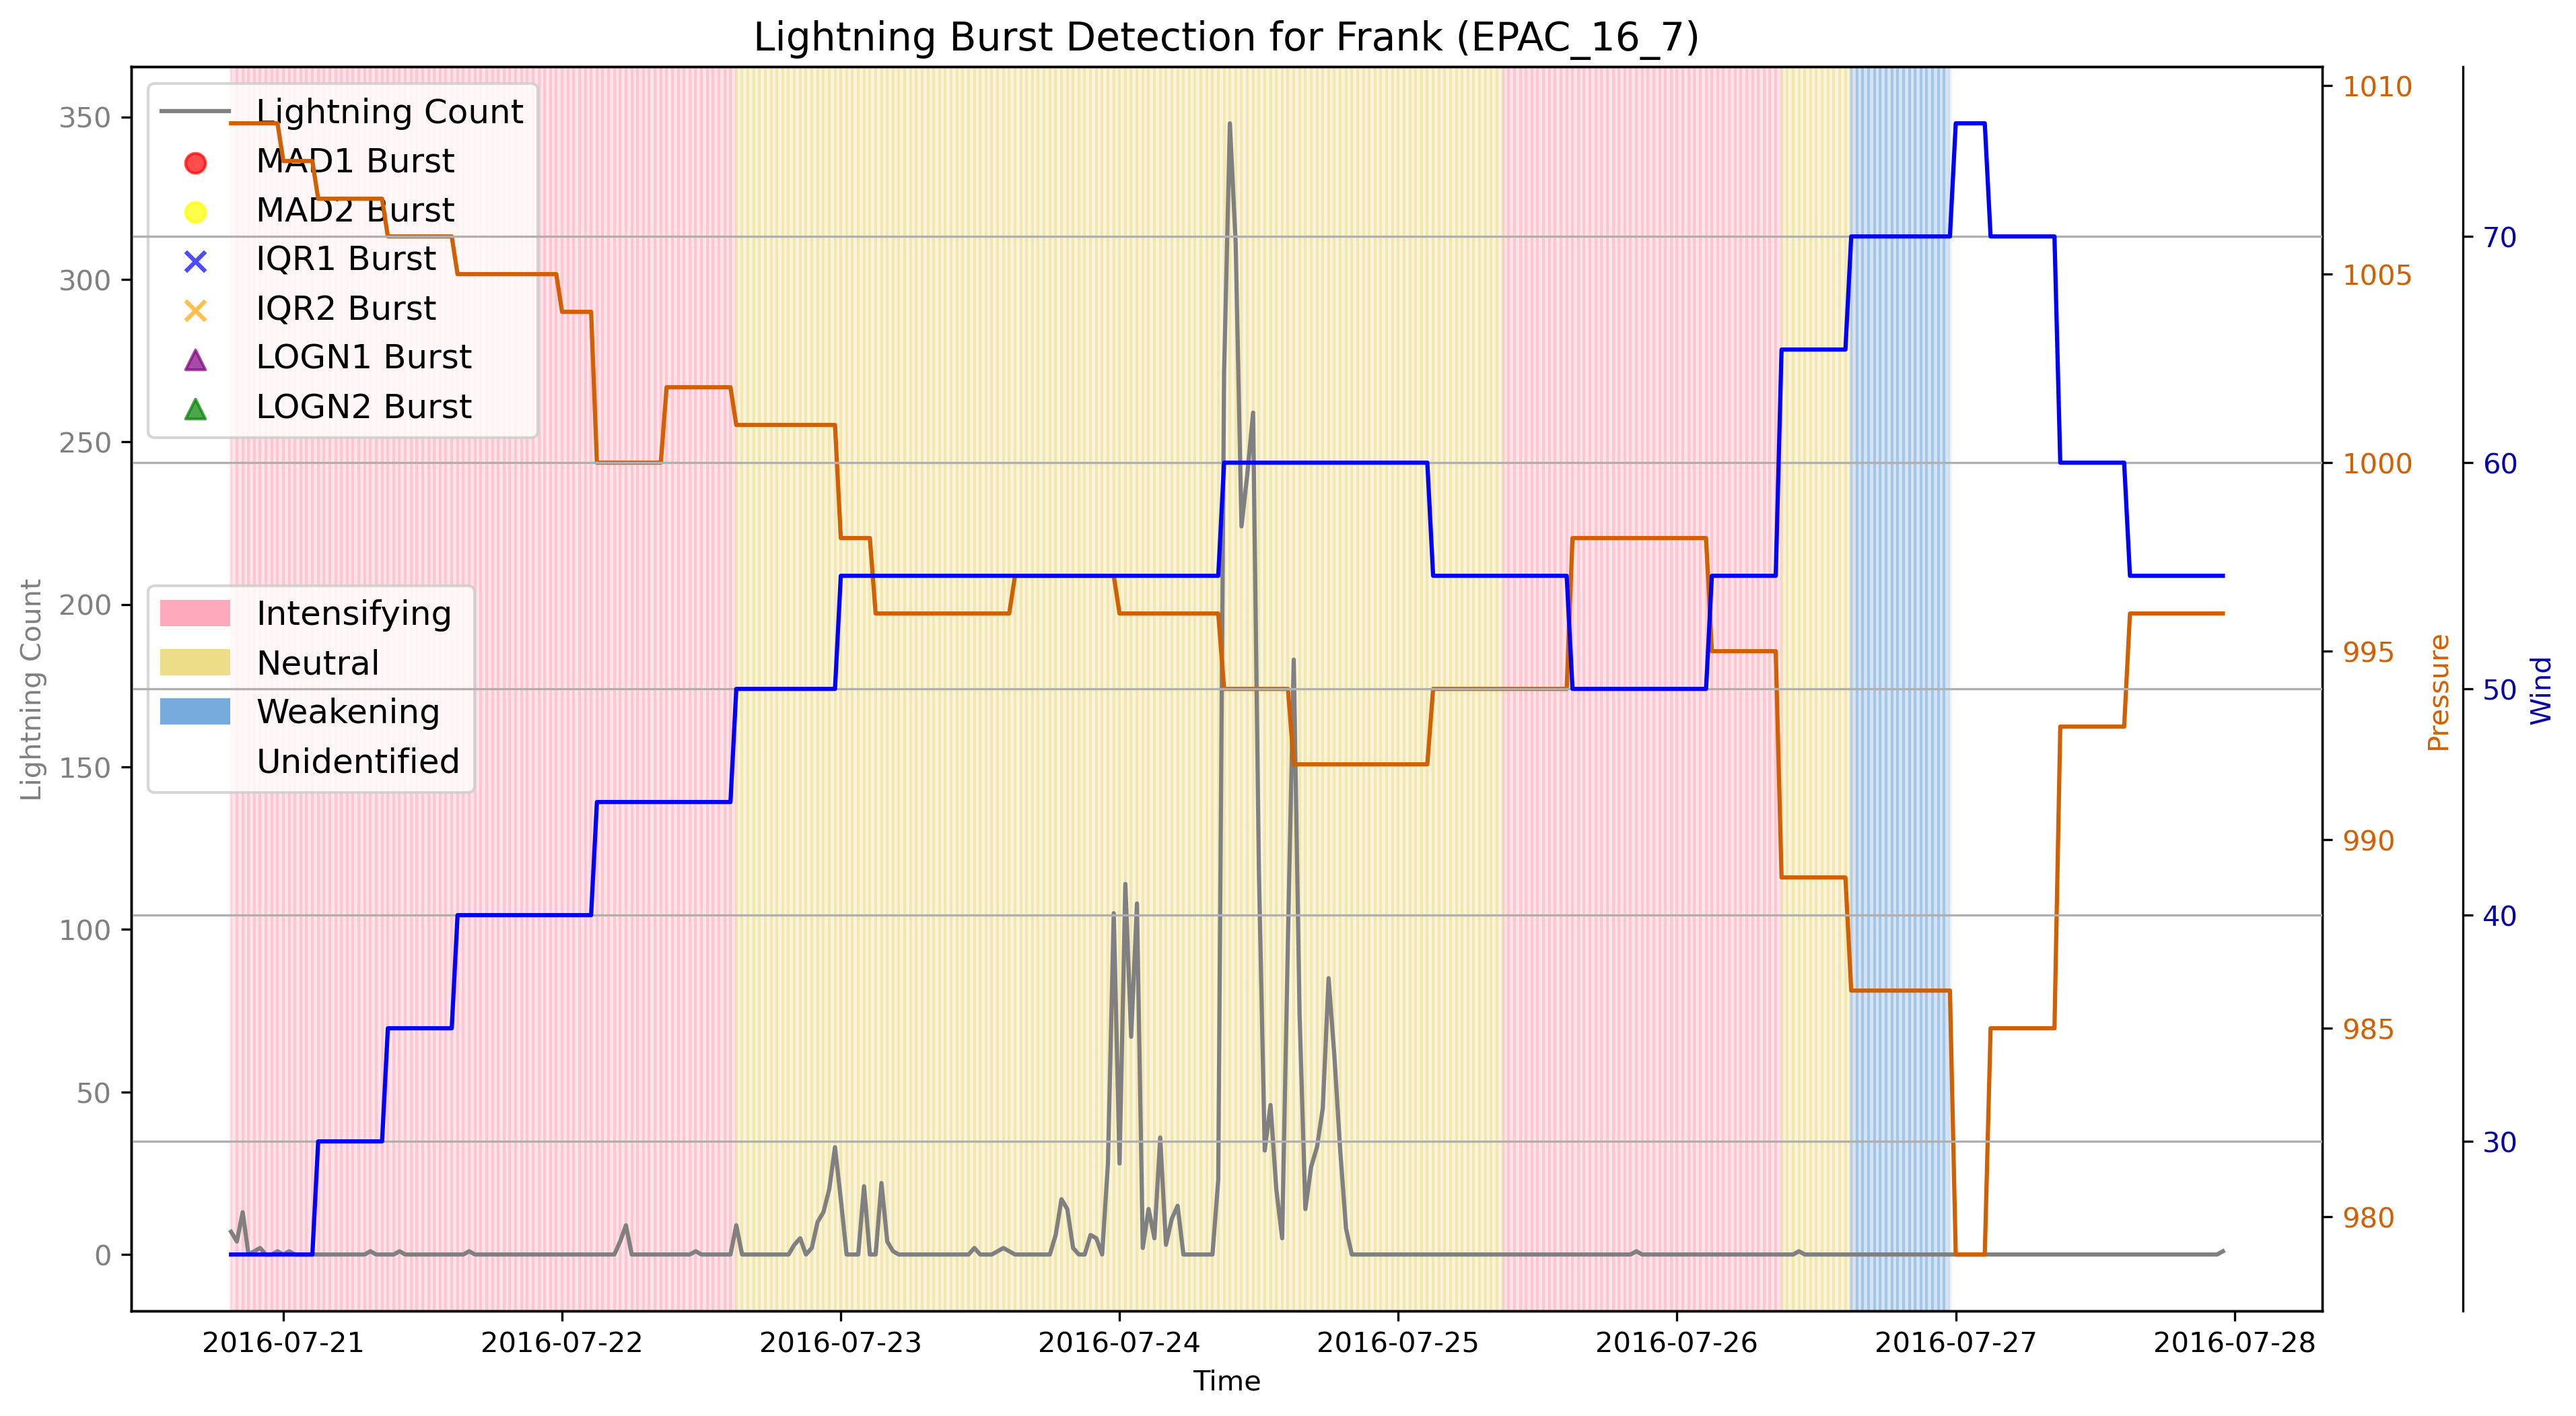 Lightning Burst Detection for Frank (EPAC_16_7)
Lightning Count
MAD1 Burst
MAD2 Burst
IQR1 Burst
IQR2 Burst
LOGN1 Burst
LOGN2 Burst
Intensifying
Neutral
Weakening
Unidentified
Lightning Count
350
300
250
200
150
100
50
0
1010
1005
1000
995
990
985
980
Pressure
70
60
50
40
30
Wind
2016-07-21 2016-07-22 2016-07-23 2016-07-24 2016-07-25 2016-07-26 2016-07-27 2016-07-28
Time